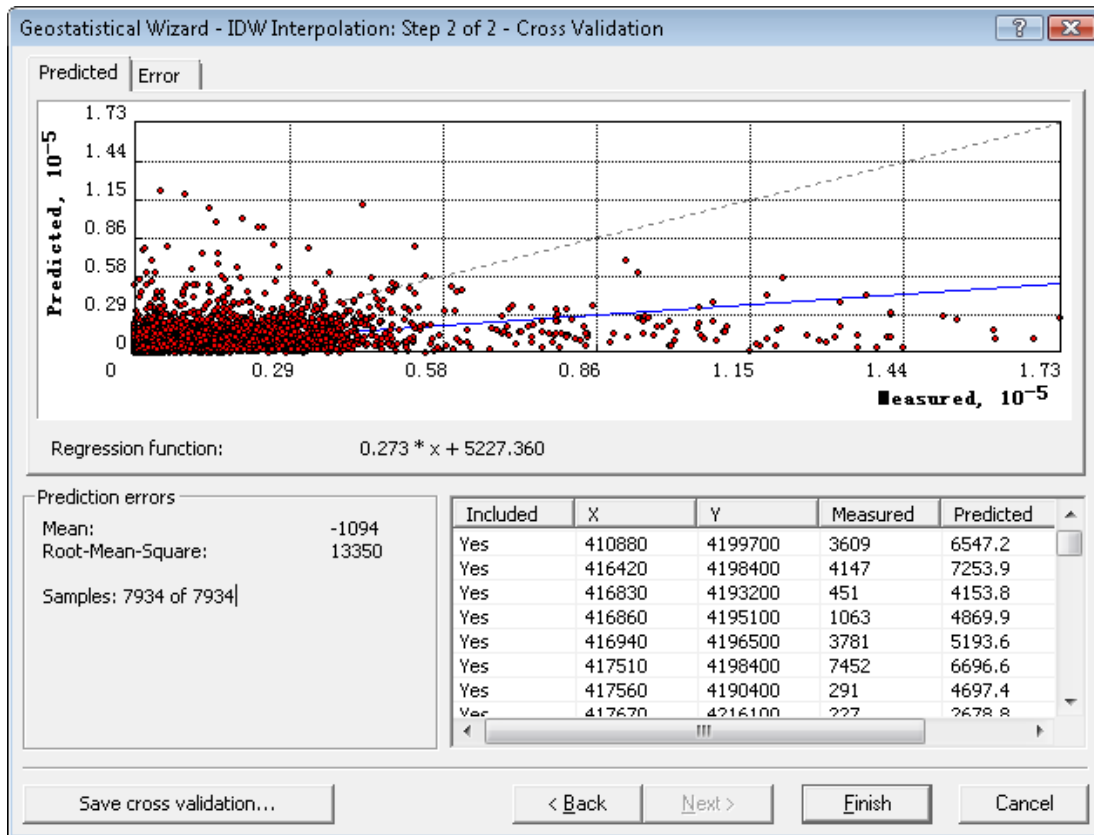 Geostatistical Wizard - IDW Interpolation: Step 2 of 2 - Cross Validation
Predicted Error
1.73
1.44
1.15
0.86
0.58
0.29
0
Predicted, 10⁻⁵
0 0.29 0.58 0.86 1.15 1.44 1.73
Measured, 10⁻⁵
Regression function: 0.273 * x + 5227.360
Prediction errors
Mean: -1094
Root-Mean-Square: 13350
Samples: 7934 of 7934
Included X Y Measured Predicted
Yes 410880 4199700 3609 6547.2
Yes 416420 4198400 4147 7253.9
Yes 416830 4193200 451 4153.8
Yes 416860 4195100 1063 4869.9
Yes 416940 4196500 3781 5193.6
Yes 417510 4198400 7452 6696.6
Yes 417560 4190400 291 4697.4
Yes 417670 4216100 227 2678.8
Save cross validation... < Back Next > Finish Cancel